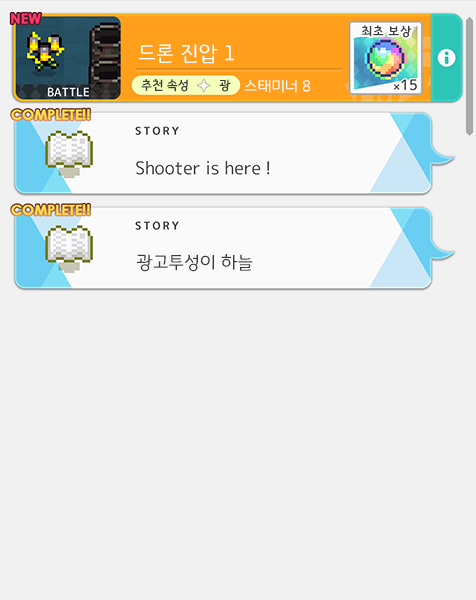 NEW
최초 보상
드론 진압 1
×15
추천 속성 광 스태미너 8
BATTLE
COMPLETE!!
STORY
Shooter is here !
COMPLETE!!
STORY
광고투성이 하늘